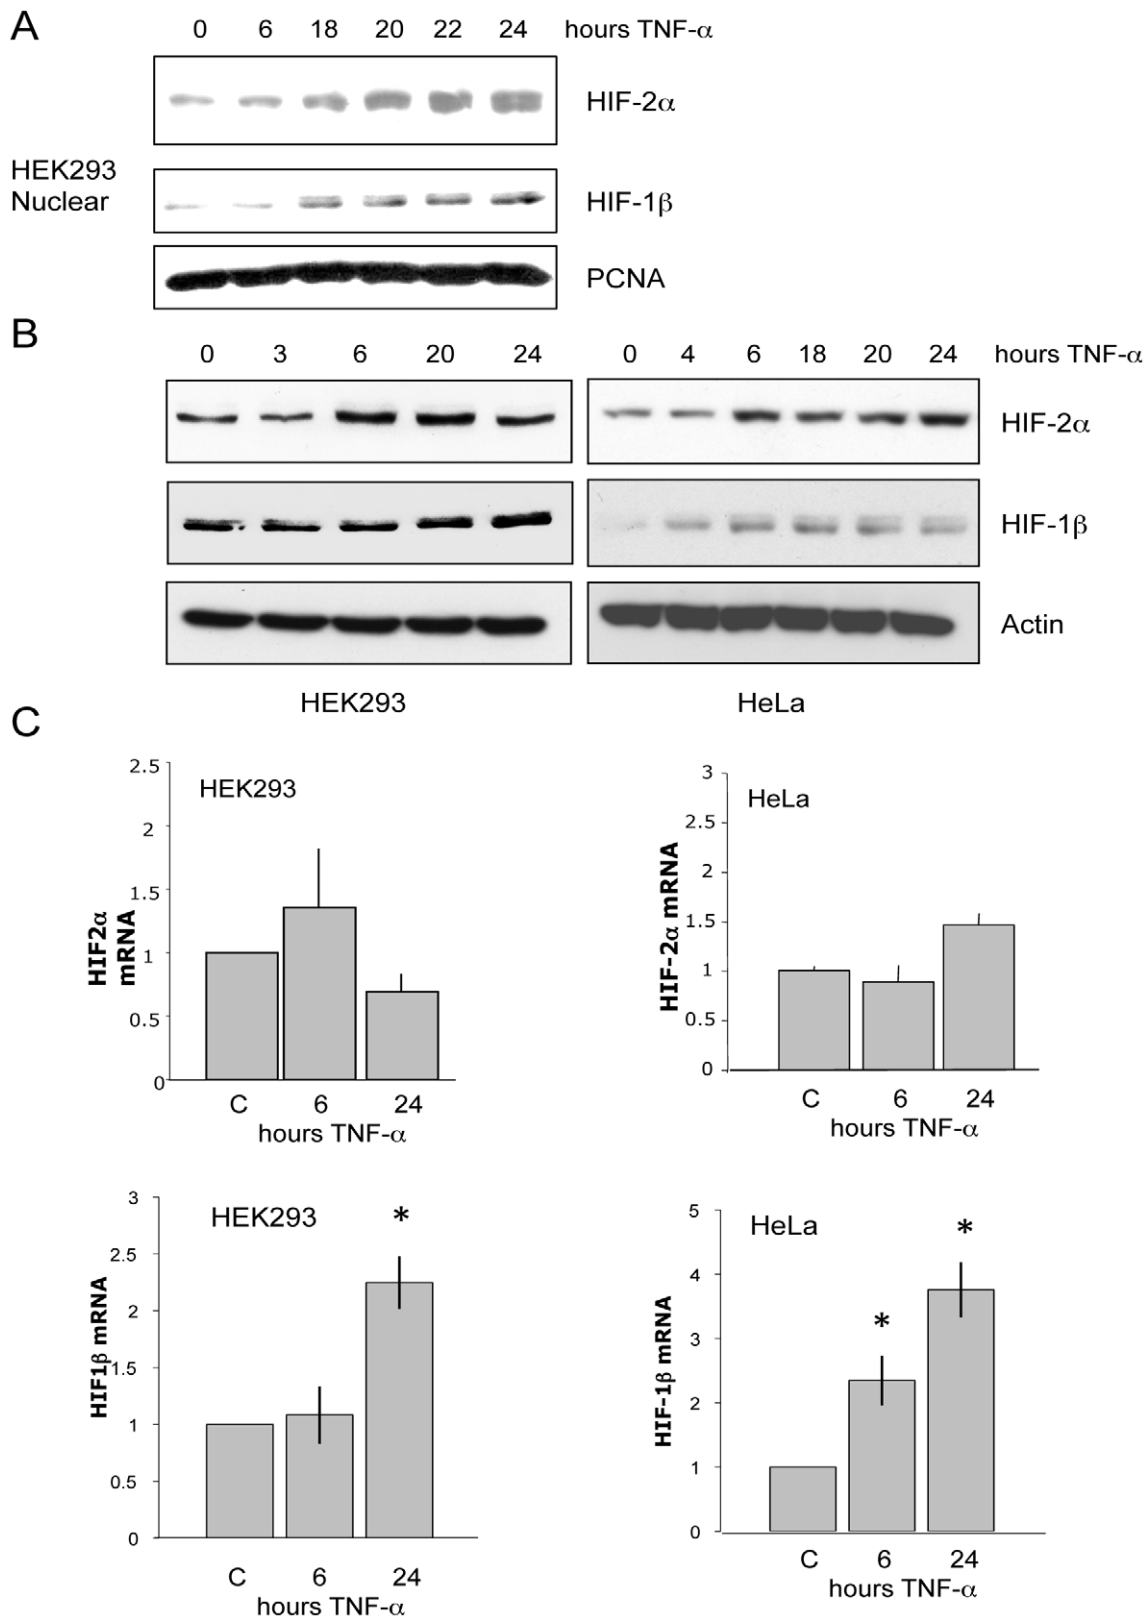 A
0 6 18 20 22 24 hours TNF-α
HIF-2α
HEK293
Nuclear
HIF-1β
PCNA
B
0 3 6 20 24 0 4 6 18 20 24 hours TNF-α
HIF-2α
HIF-1β
Actin
HEK293 HeLa
C
2.5
2
1.5
1
0.5
0
HIF2α
mRNA
HEK293
C 6 24
hours TNF-α
3
2.5
2
1.5
1
0.5
0
HIF-2α mRNA
HeLa
C 6 24
hours TNF-α
3
2.5
2
1.5
1
0.5
0
HIF1β mRNA
HEK293
*
C 6 24
hours TNF-α
5
4
3
2
1
0
HIF-1β mRNA
HeLa
*
*
C 6 24
hours TNF-α